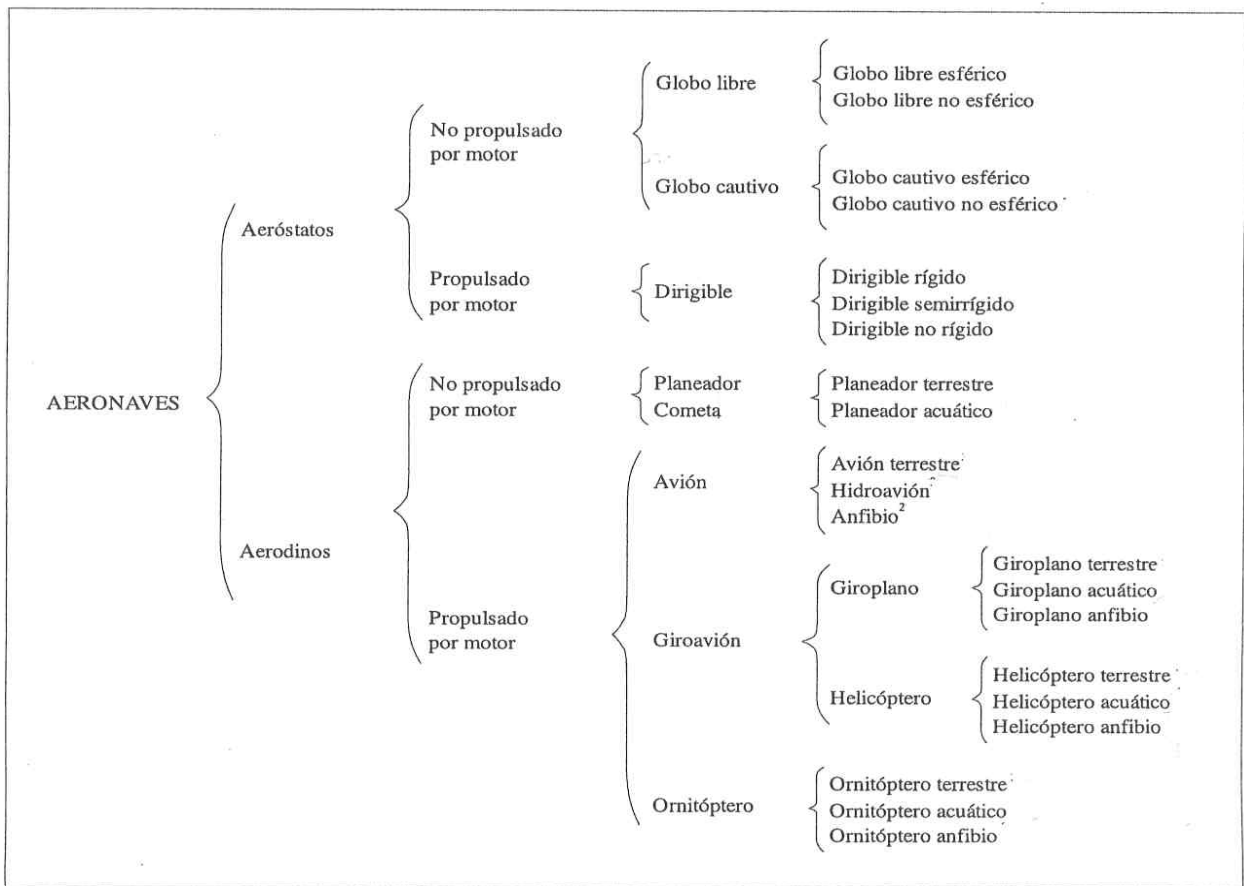 AERONAVES
Aeróstatos
No propulsado
por motor
Globo libre
Globo libre esférico
Globo libre no esférico
Globo cautivo
Globo cautivo esférico
Globo cautivo no esférico
Propulsado
por motor
Dirigible
Dirigible rígido
Dirigible semirrígido
Dirigible no rígido
Aerodinos
No propulsado
por motor
Planeador
Cometa
Planeador terrestre
Planeador acuático
Propulsado
por motor
Avión
Avión terrestre
Hidroavión
Anfibio²
Giroavión
Giroplano
Giroplano terrestre
Giroplano acuático
Giroplano anfibio
Helicóptero
Helicóptero terrestre
Helicóptero acuático
Helicóptero anfibio
Ornitóptero
Ornitóptero terrestre
Ornitóptero acuático
Ornitóptero anfibio